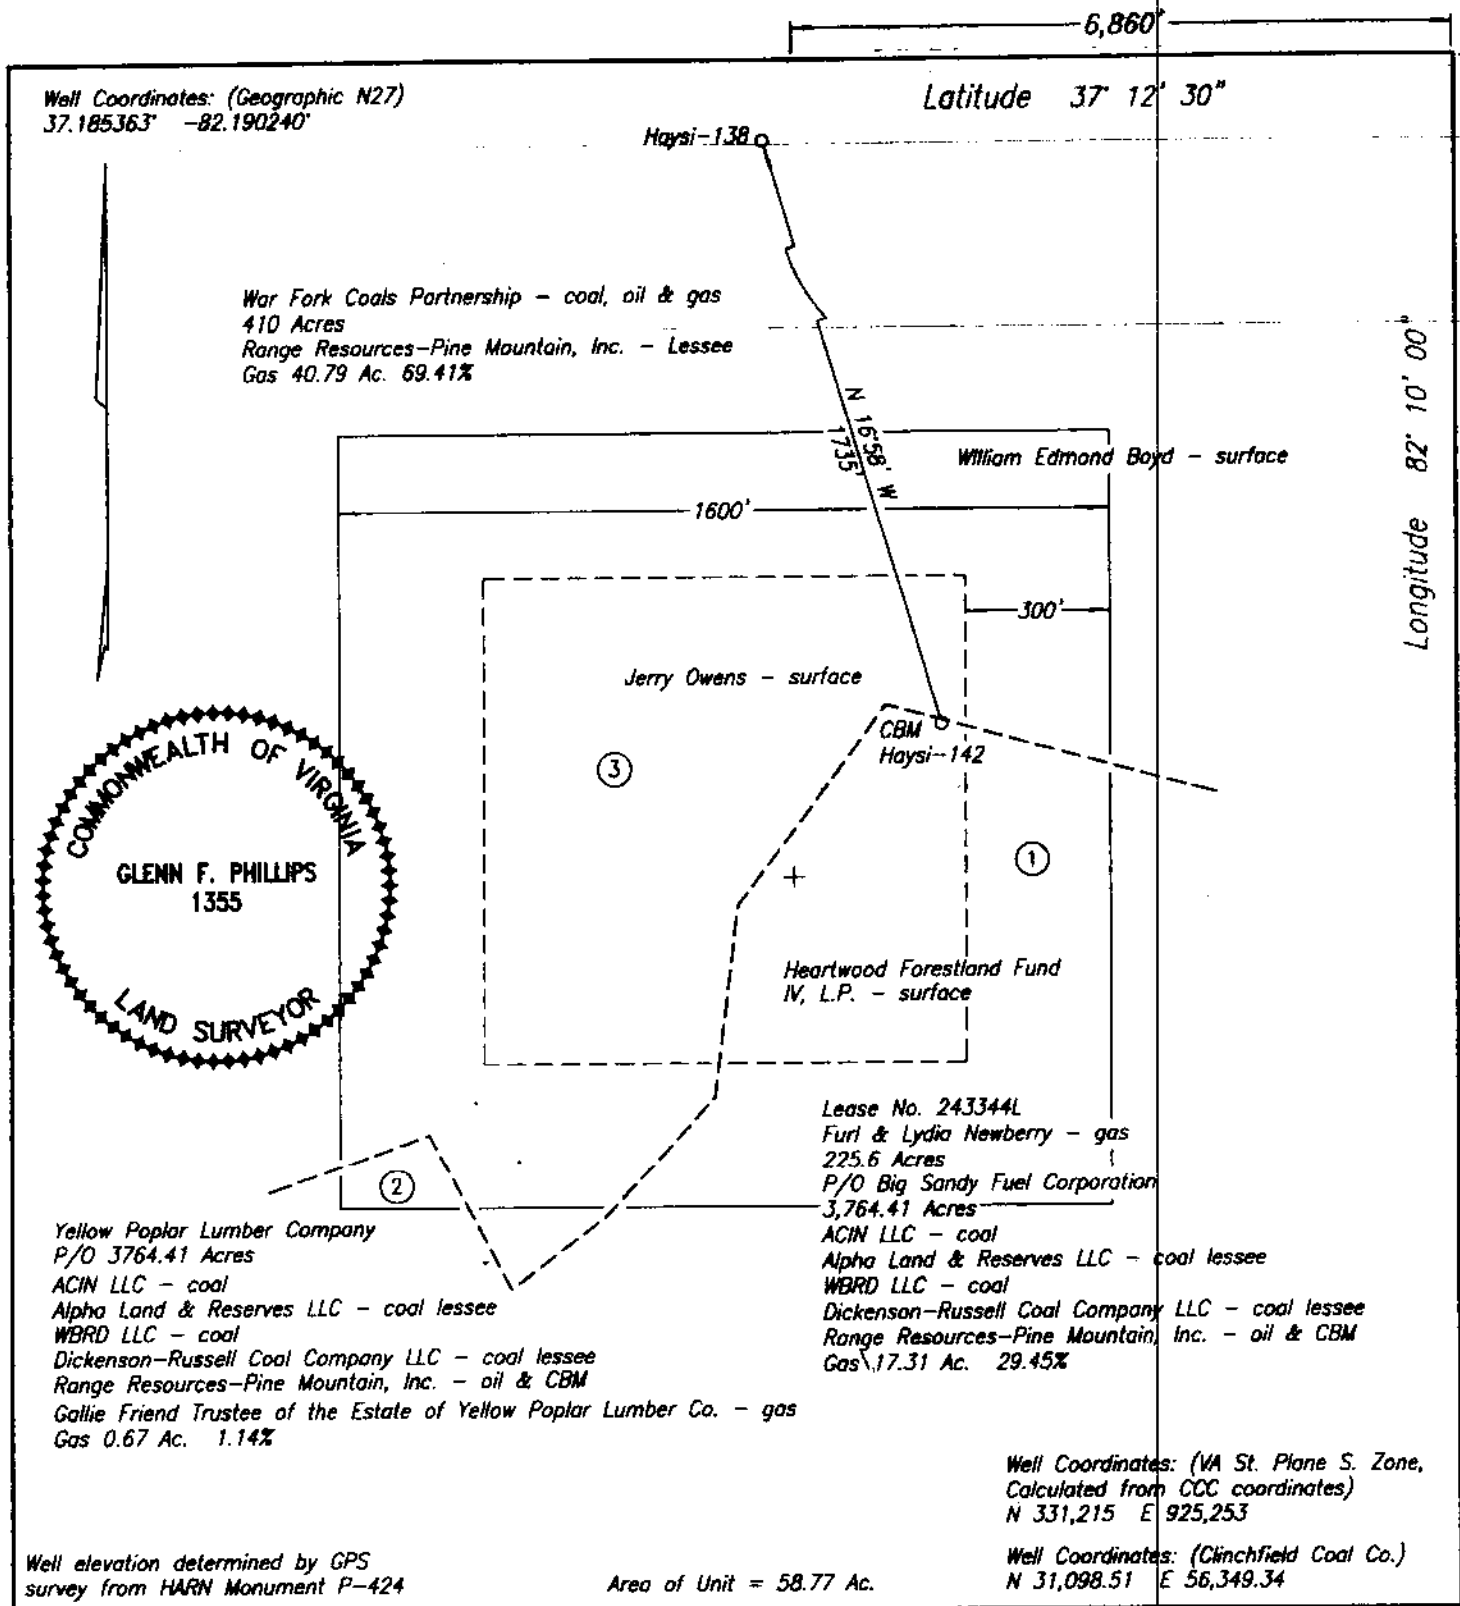 6,860'
Well Coordinates: (Geographic N27)
37.185363° -82.190240°
Latitude 37° 12' 30"
Haysi-138
War Fork Coals Partnership - coal, oil & gas
410 Acres
Range Resources-Pine Mountain, Inc. - Lessee
Gas 40.79 Ac. 69.41%
Longitude 82° 10' 00"
N 16°58' W
1735'
William Edmond Boyd - surface
1600'
300'
Jerry Owens - surface
CBM
Haysi-142
3
COMMONWEALTH OF VIRGINIA
GLENN F. PHILLIPS
1355
LAND SURVEYOR
1
Heartwood Forestland Fund
IV, L.P. - surface
2
Lease No. 243344L
Furl & Lydia Newberry - gas
225.6 Acres
P/O Big Sandy Fuel Corporation
3,764.41 Acres
ACIN LLC - coal
Alpha Land & Reserves LLC - coal lessee
WBRD LLC - coal
Dickenson-Russell Coal Company LLC - coal lessee
Range Resources-Pine Mountain, Inc. - oil & CBM
Gas 17.31 Ac. 29.45%
Yellow Poplar Lumber Company
P/O 3764.41 Acres
ACIN LLC - coal
Alpha Land & Reserves LLC - coal lessee
WBRD LLC - coal
Dickenson-Russell Coal Company LLC - coal lessee
Range Resources-Pine Mountain, Inc. - oil & CBM
Gallie Friend Trustee of the Estate of Yellow Poplar Lumber Co. - gas
Gas 0.67 Ac. 1.14%
Well Coordinates: (VA St. Plane S. Zone,
Calculated from CCC coordinates)
N 331,215 E 925,253
Well Coordinates: (Clinchfield Coal Co.)
N 31,098.51 E 56,349.34
Well elevation determined by GPS
survey from HARN Monument P-424
Area of Unit = 58.77 Ac.